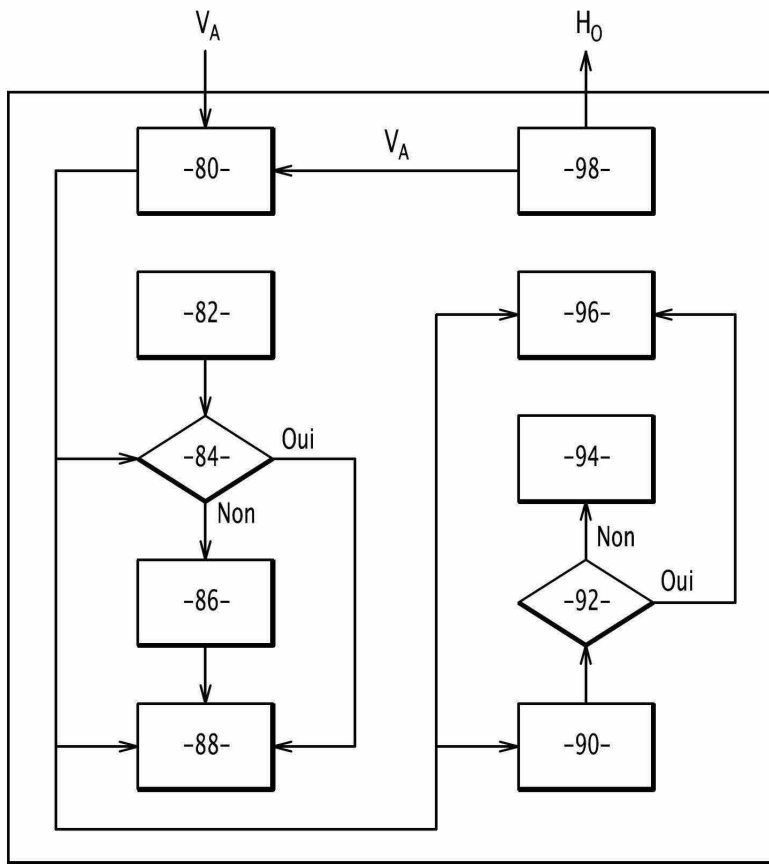 V_A
H_O
-80-
V_A
-98-
-82-
-96-
-84-
Oui
-94-
Non
Non
-86-
-92-
Oui
-88-
-90-